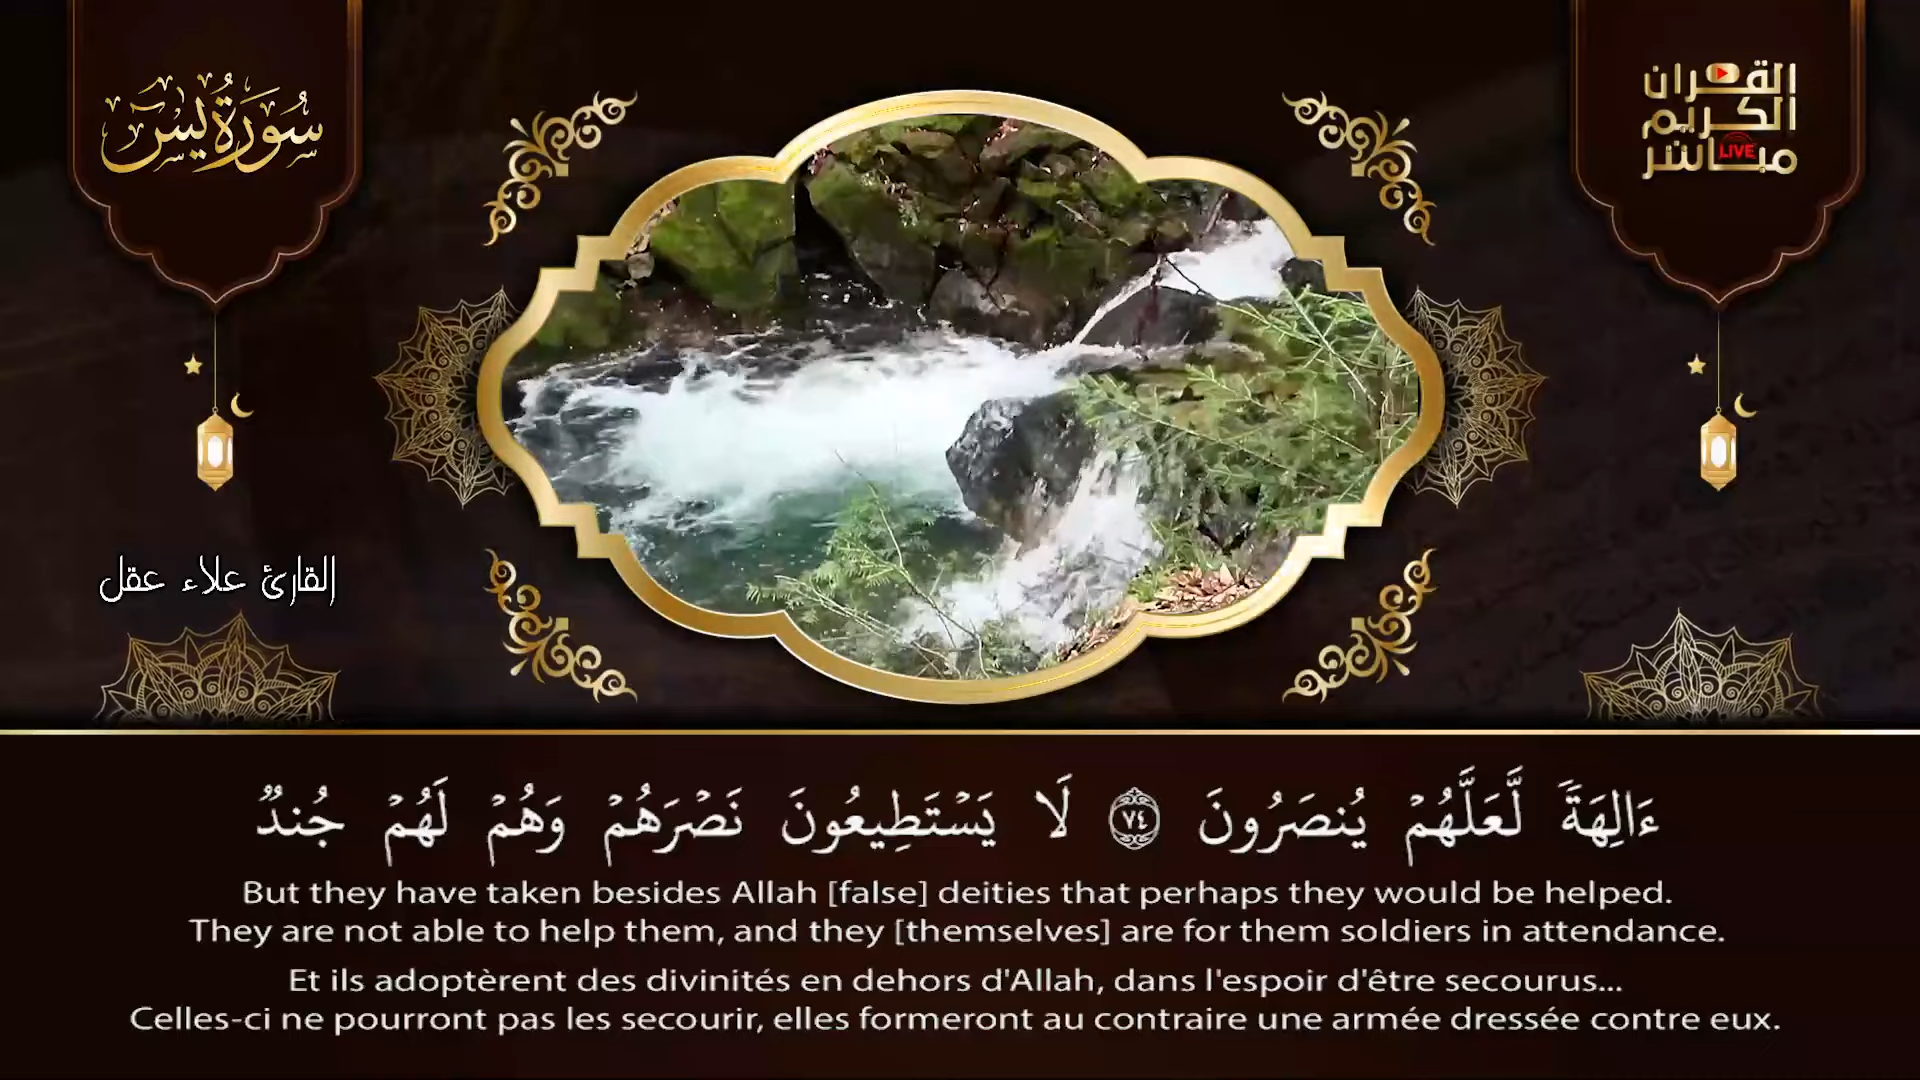 سُورَةُ يسٓ
القرآن
الكريم
مباشر
LIVE
القارئ علاء عقل
ءَالِهَةٗ لَّعَلَّهُمۡ يُنصَرُونَ ٧٤ لَا يَسۡتَطِيعُونَ نَصۡرَهُمۡ وَهُمۡ لَهُمۡ جُندٞ
But they have taken besides Allah [false] deities that perhaps they would be helped.
They are not able to help them, and they [themselves] are for them soldiers in attendance.
Et ils adoptèrent des divinités en dehors d'Allah, dans l'espoir d'être secourus...
Celles-ci ne pourront pas les secourir, elles formeront au contraire une armée dressée contre eux.